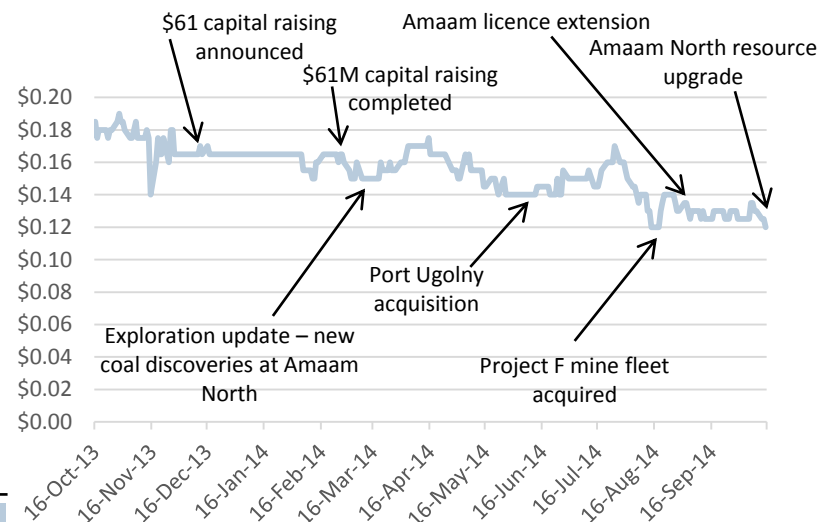 $61 capital raising
announced
Amaam licence extension
Amaam North resource
upgrade
$61M capital raising
completed
$0.20
$0.18
$0.16
$0.14
$0.12
$0.10
$0.08
$0.06
$0.04
$0.02
$0.00
Port Ugolny
acquisition
Exploration update – new
coal discoveries at Amaam
North
Project F mine fleet
acquired
16-Oct-13
16-Nov-13
16-Dec-13
16-Jan-14
16-Feb-14
16-Mar-14
16-Apr-14
16-May-14
16-Jun-14
16-Jul-14
16-Aug-14
16-Sep-14